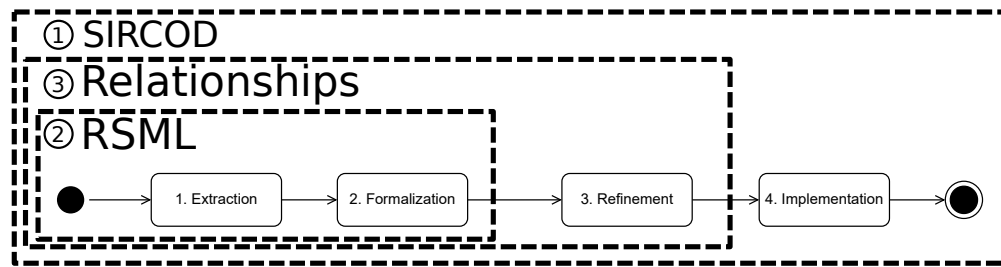 ① SIRCOD
③ Relationships
② RSML
1. Extraction
2. Formalization
3. Refinement
4. Implementation